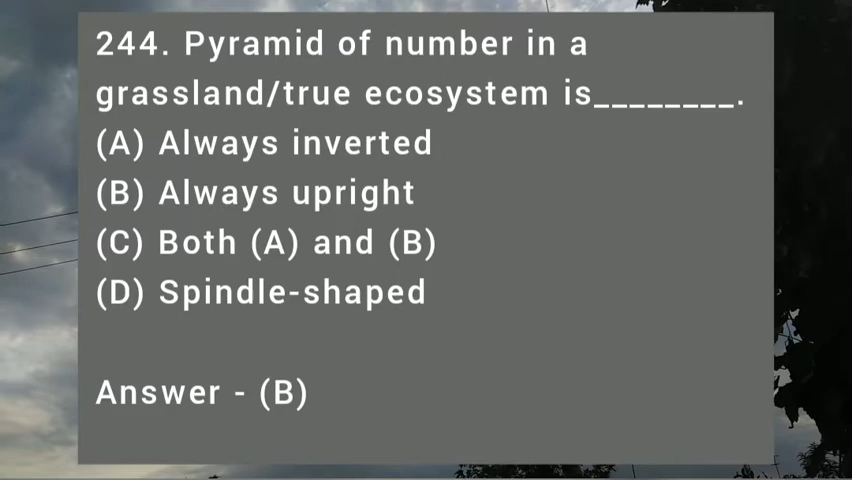 244. Pyramid of number in a
grassland/true ecosystem is________.
(A) Always inverted
(B) Always upright
(C) Both (A) and (B)
(D) Spindle-shaped
Answer - (B)